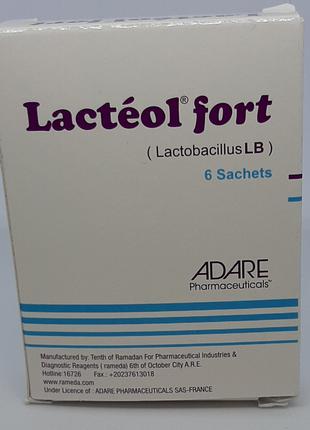 Lactéol® fort
( Lactobacillus LB )
6 Sachets
ADARE
Pharmaceuticals™
Manufactured by: Tenth of Ramadan For Pharmaceutical Industries &
Diagnostic Reagents ( rameda) 6th of October City A.R.E.
Hotline 16726 Fax , : +20237613018
www.rameda.com
Under Licence of : ADARE PHARMACEUTICALS SAS-FRANCE